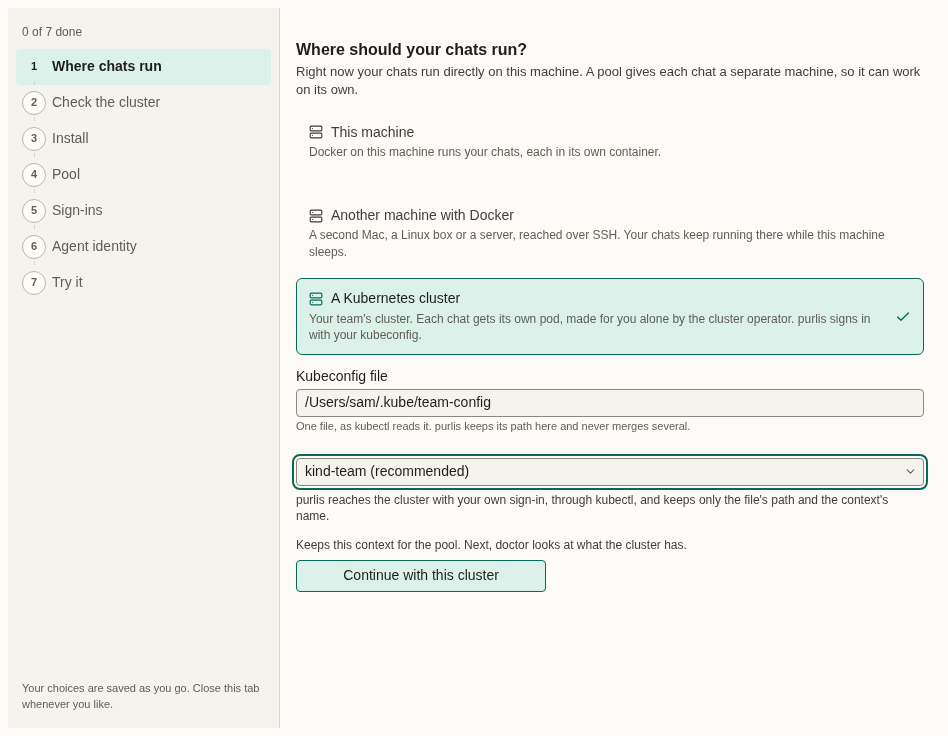 0 of 7 done
1 Where chats run
2 Check the cluster
3 Install
4 Pool
5 Sign-ins
6 Agent identity
7 Try it
Your choices are saved as you go. Close this tab
whenever you like.
Where should your chats run?
Right now your chats run directly on this machine. A pool gives each chat a separate machine, so it can work
on its own.
This machine
Docker on this machine runs your chats, each in its own container.
Another machine with Docker
A second Mac, a Linux box or a server, reached over SSH. Your chats keep running there while this machine
sleeps.
A Kubernetes cluster
Your team's cluster. Each chat gets its own pod, made for you alone by the cluster operator. purlis signs in
with your kubeconfig.
Kubeconfig file
/Users/sam/.kube/team-config
One file, as kubectl reads it. purlis keeps its path here and never merges several.
kind-team (recommended)
purlis reaches the cluster with your own sign-in, through kubectl, and keeps only the file's path and the context's
name.
Keeps this context for the pool. Next, doctor looks at what the cluster has.
Continue with this cluster